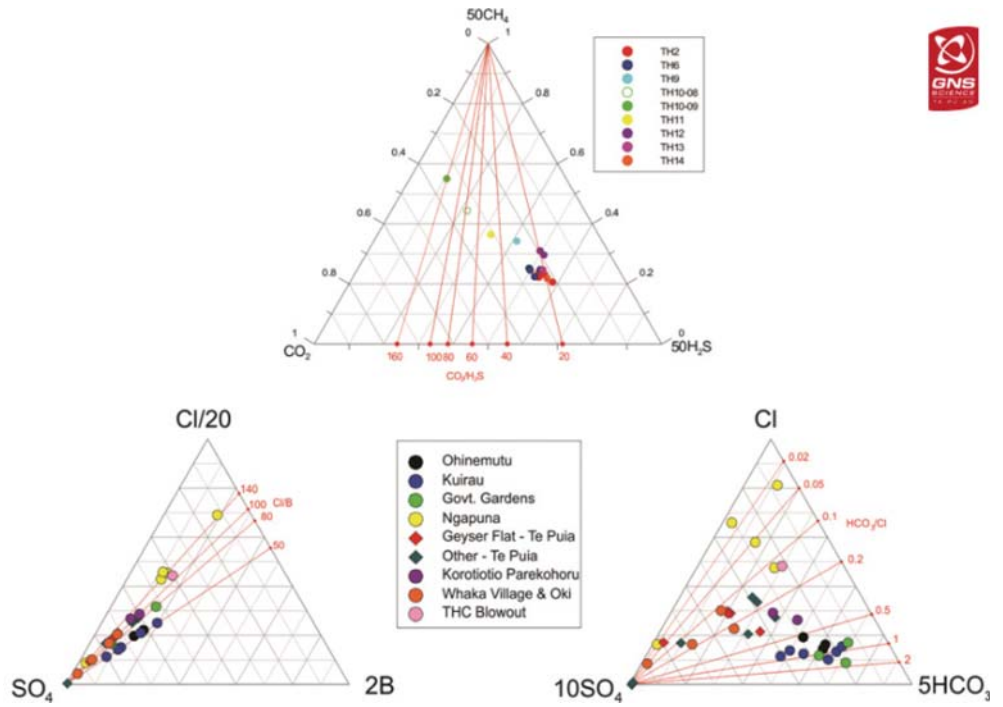 50CH₄
0 1
0.2 0.8
0.4 0.6
0.6 0.4
0.8 0.2
1 0
CO₂ 50H₂S
160 100 80 60 40 20
CO₂/H₂S
TH2
TH6
TH9
TH10-08
TH10-09
TH11
TH12
TH13
TH14
GNS
SCIENCE
TE PŪ AO
Cl/20
140
100
80
50
Cl/B
SO₄ 2B
Ohinemutu
Kuirau
Govt. Gardens
Ngapuna
Geyser Flat - Te Puia
Other - Te Puia
Korotiotio Parekohoru
Whaka Village & Oki
THC Blowout
Cl
0.02
0.05
0.1
HCO₃/Cl
0.2
0.5
1
2
10SO₄ 5HCO₃